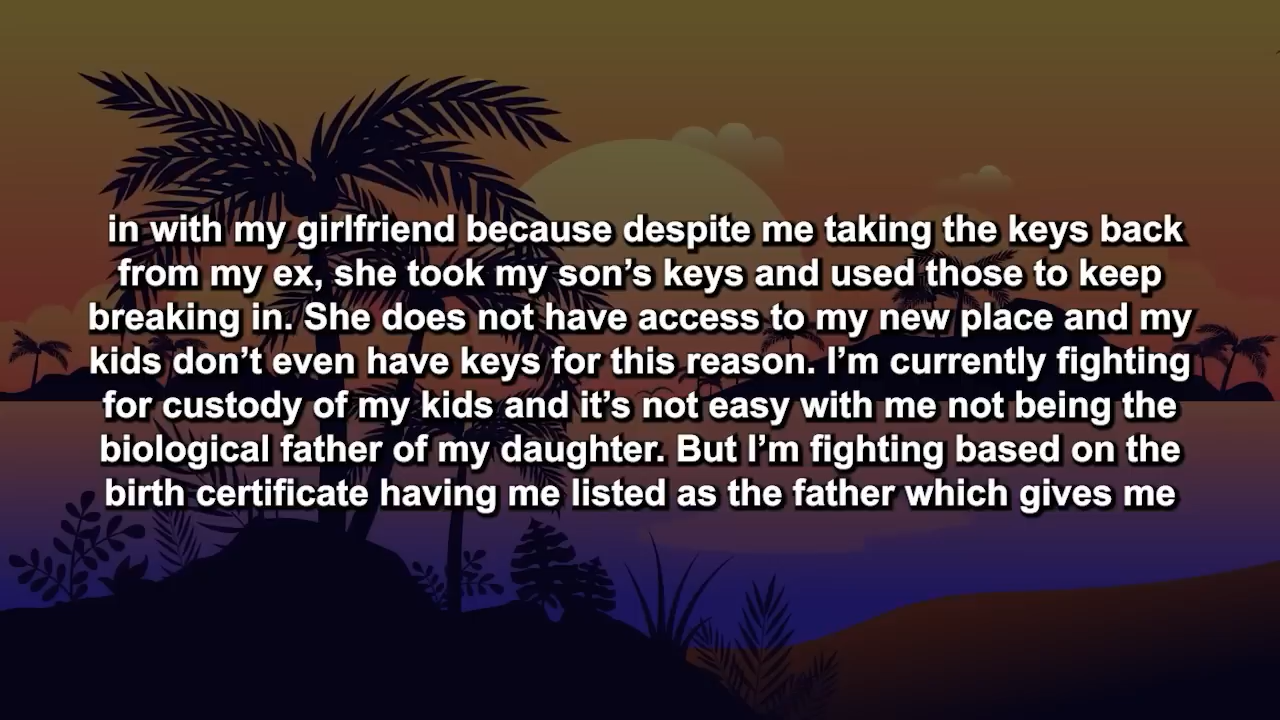 in with my girlfriend because despite me taking the keys back
from my ex, she took my son’s keys and used those to keep
breaking in. She does not have access to my new place and my
kids don’t even have keys for this reason. I’m currently fighting
for custody of my kids and it’s not easy with me not being the
biological father of my daughter. But I’m fighting based on the
birth certificate having me listed as the father which gives me